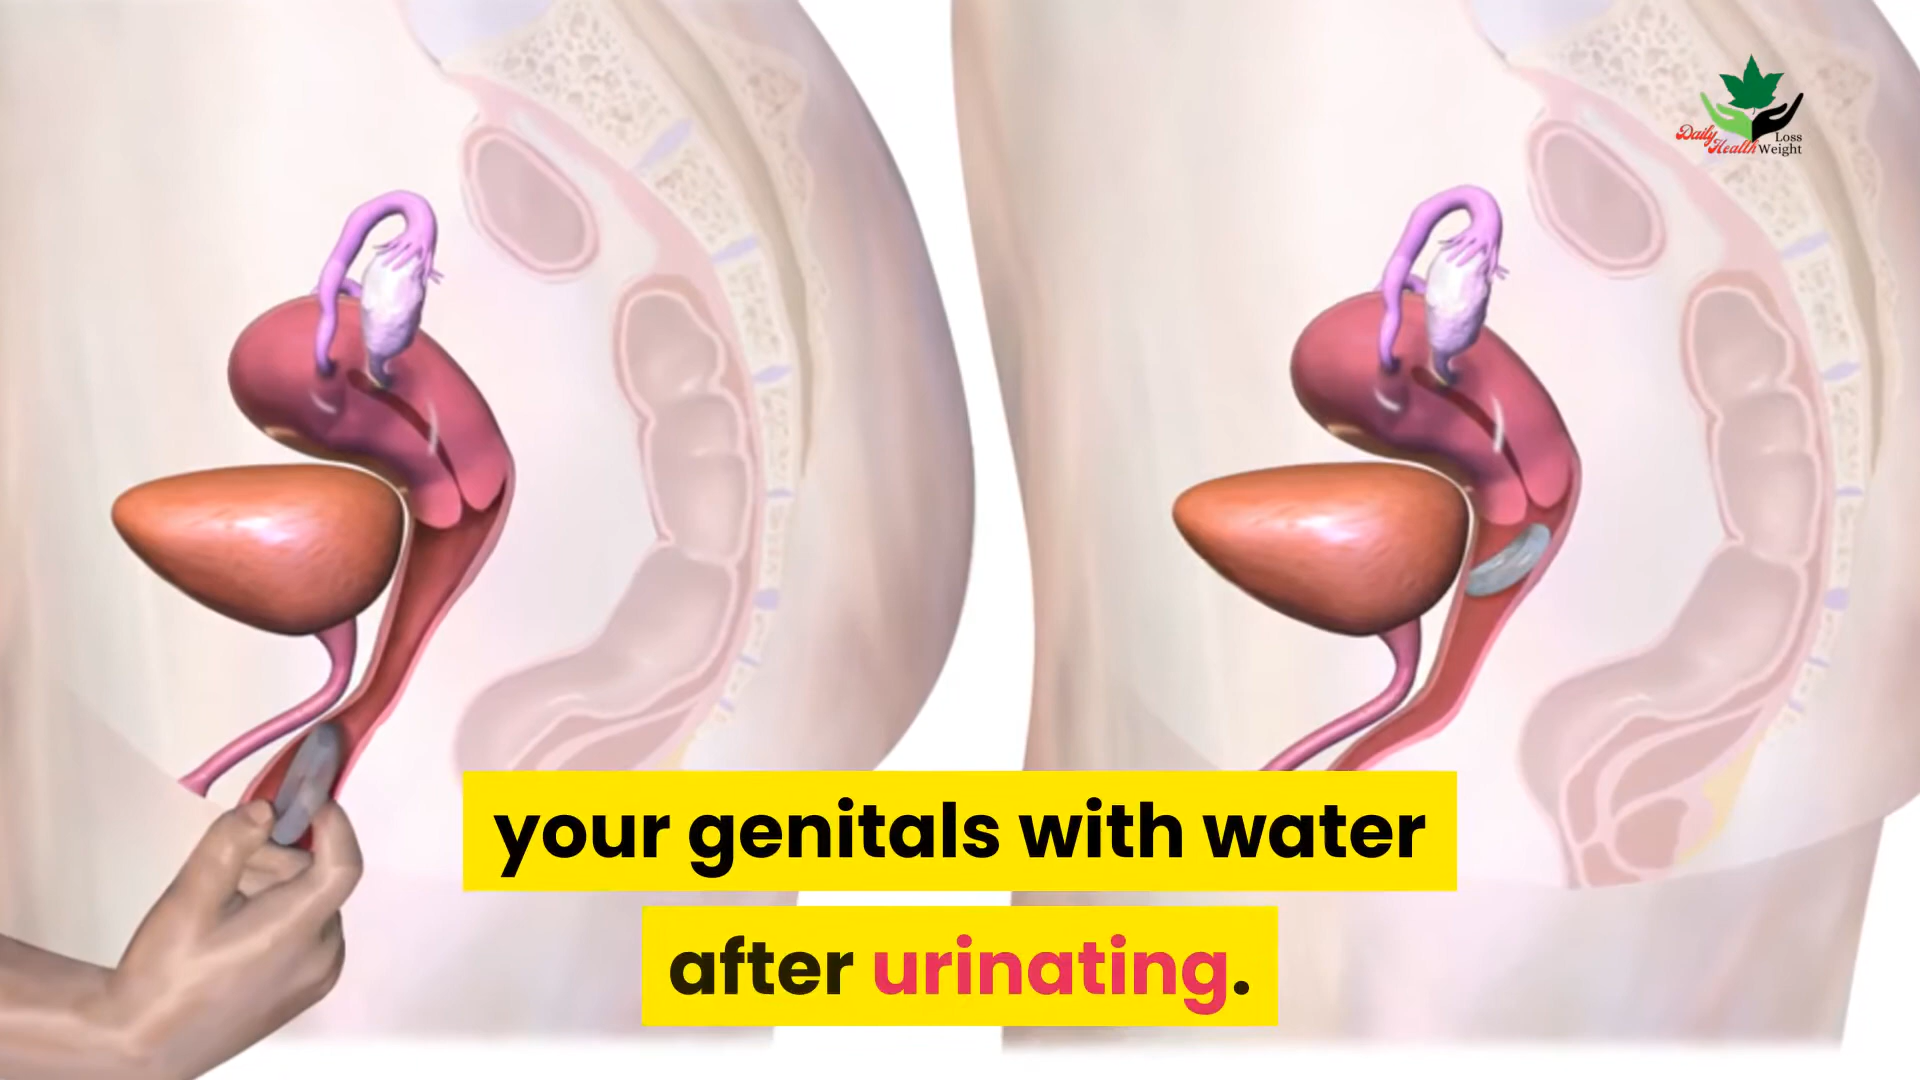 Daily
Loss
Health Weight
your genitals with water
after urinating.